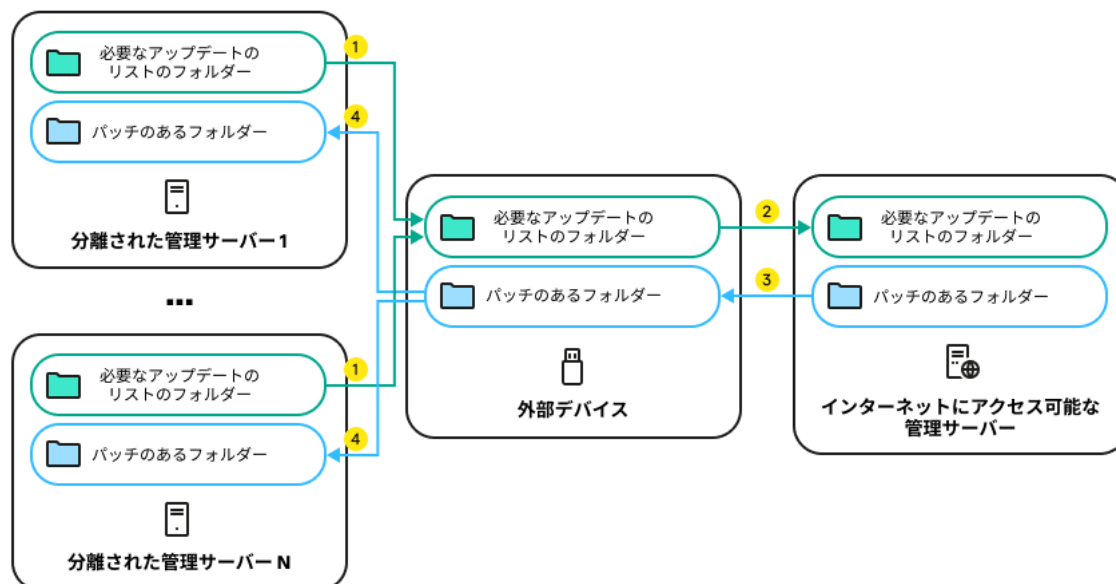 必要なアップデートの
リストのフォルダー
1
パッチのあるフォルダー
4
分離された管理サーバー 1
...
必要なアップデートの
リストのフォルダー
1
パッチのあるフォルダー
4
分離された管理サーバー N
必要なアップデートの
リストのフォルダー
2
パッチのあるフォルダー
3
外部デバイス
必要なアップデートの
リストのフォルダー
パッチのあるフォルダー
インターネットにアクセス可能な
管理サーバー